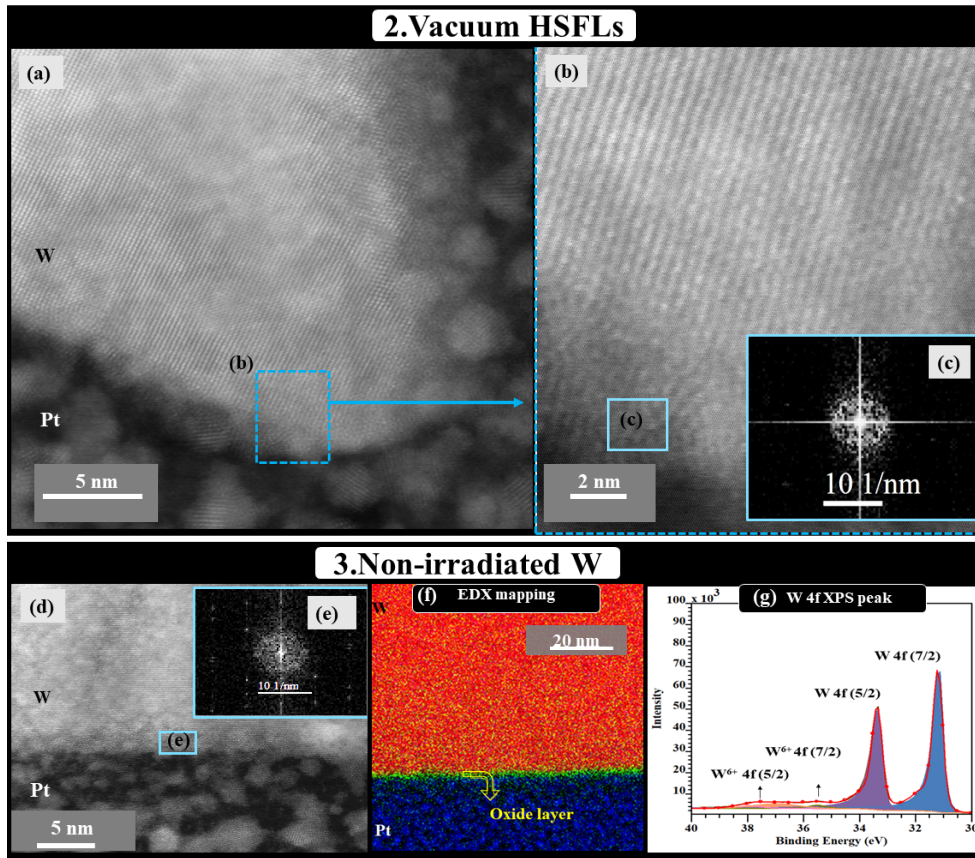 2.Vacuum HSFLs
(a)
W
(b)
Pt
5 nm
(b)
(c)
2 nm
(c)
10 1/nm
3.Non-irradiated W
(d)
W
(e)
Pt
5 nm
(e)
10 1/nm
(f)
EDX mapping
W
20 nm
Oxide layer
Pt
(g)
W 4f XPS peak
100 x 10³
90
80
70
60
50
40
30
20
10
Intensity
W 4f (7/2)
W 4f (5/2)
W⁶⁺ 4f (7/2)
W⁶⁺ 4f (5/2)
40 38 36 34 32 30
Binding Energy (eV)